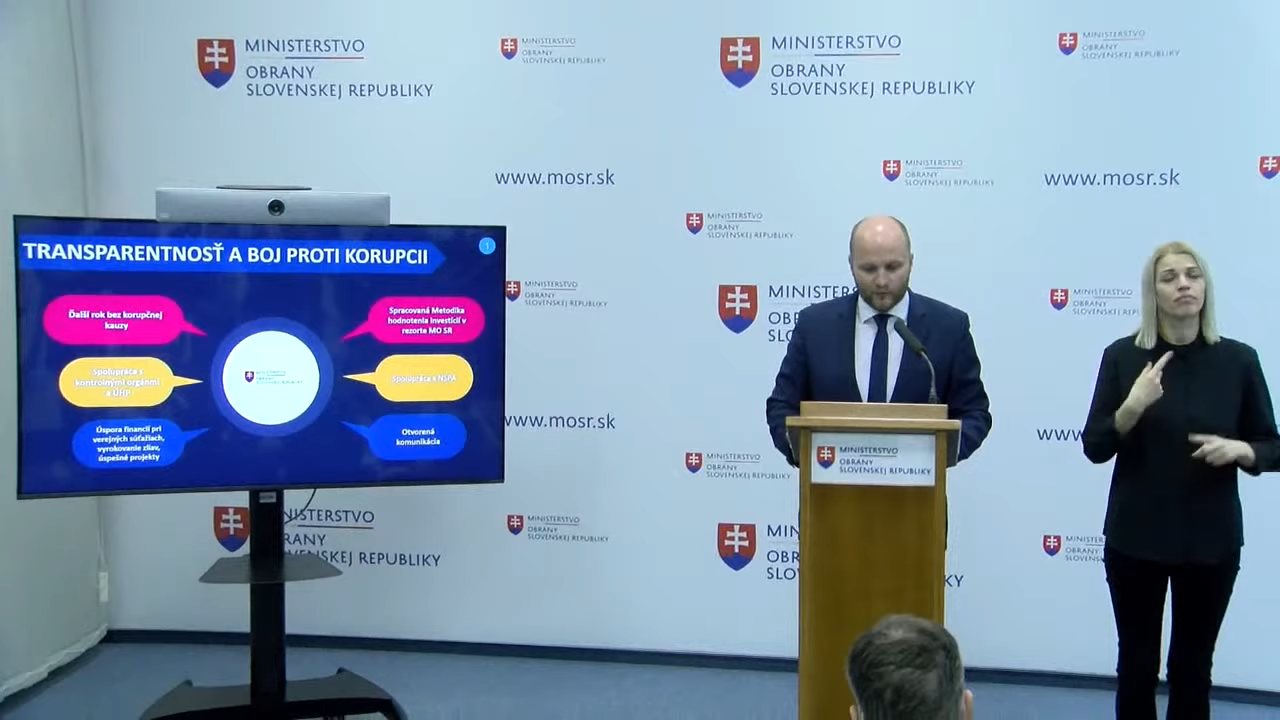 MINISTERSTVO
OBRANY
SLOVENSKEJ REPUBLIKY
MINISTERSTVO
OBRANY
SLOVENSKEJ REPUBLIKY
MINISTERSTVO
OBRANY
SLOVENSKEJ REPUBLIKY
MINISTERSTVO
OBRANY
SLOVENSKEJ REPUBLIKY
www.mosr.sk
MINISTERSTVO
OBRANY
SLOVENSKEJ REPUBLIKY
www.mosr.sk
MINISTERSTVO
OBRANY
SLOVENSKEJ REPUBLIKY
TRANSPARENTNOSŤ A BOJ PROTI KORUPCII
1
Ďalší rok bez korupčnej
kauzy
Spracovaná Metodika
hodnotenia investícií v
rezorte MO SR
Spolupráca s
kontrolnými orgánmi
a ÚHP
Spolupráca s NSPA
Úspora financií pri
verejných súťažiach,
vyrokovanie zliav,
úspešné projekty
Otvorená
komunikácia
MINISTERSTVO
OBRANY
SLOVENSKEJ REPUBLIKY
MINISTERSTVO
OBRANY
SLOVENSKEJ REPUBLIKY
www.mosr.sk
MINISTERSTVO
OBRANY
SLOVENSKEJ REPUBLIKY
MINISTERSTVO
OBRANY
SLOVENSKEJ REPUBLIKY
MINISTERSTVO
OBRANY
SLOVENSKEJ REPUBLIKY